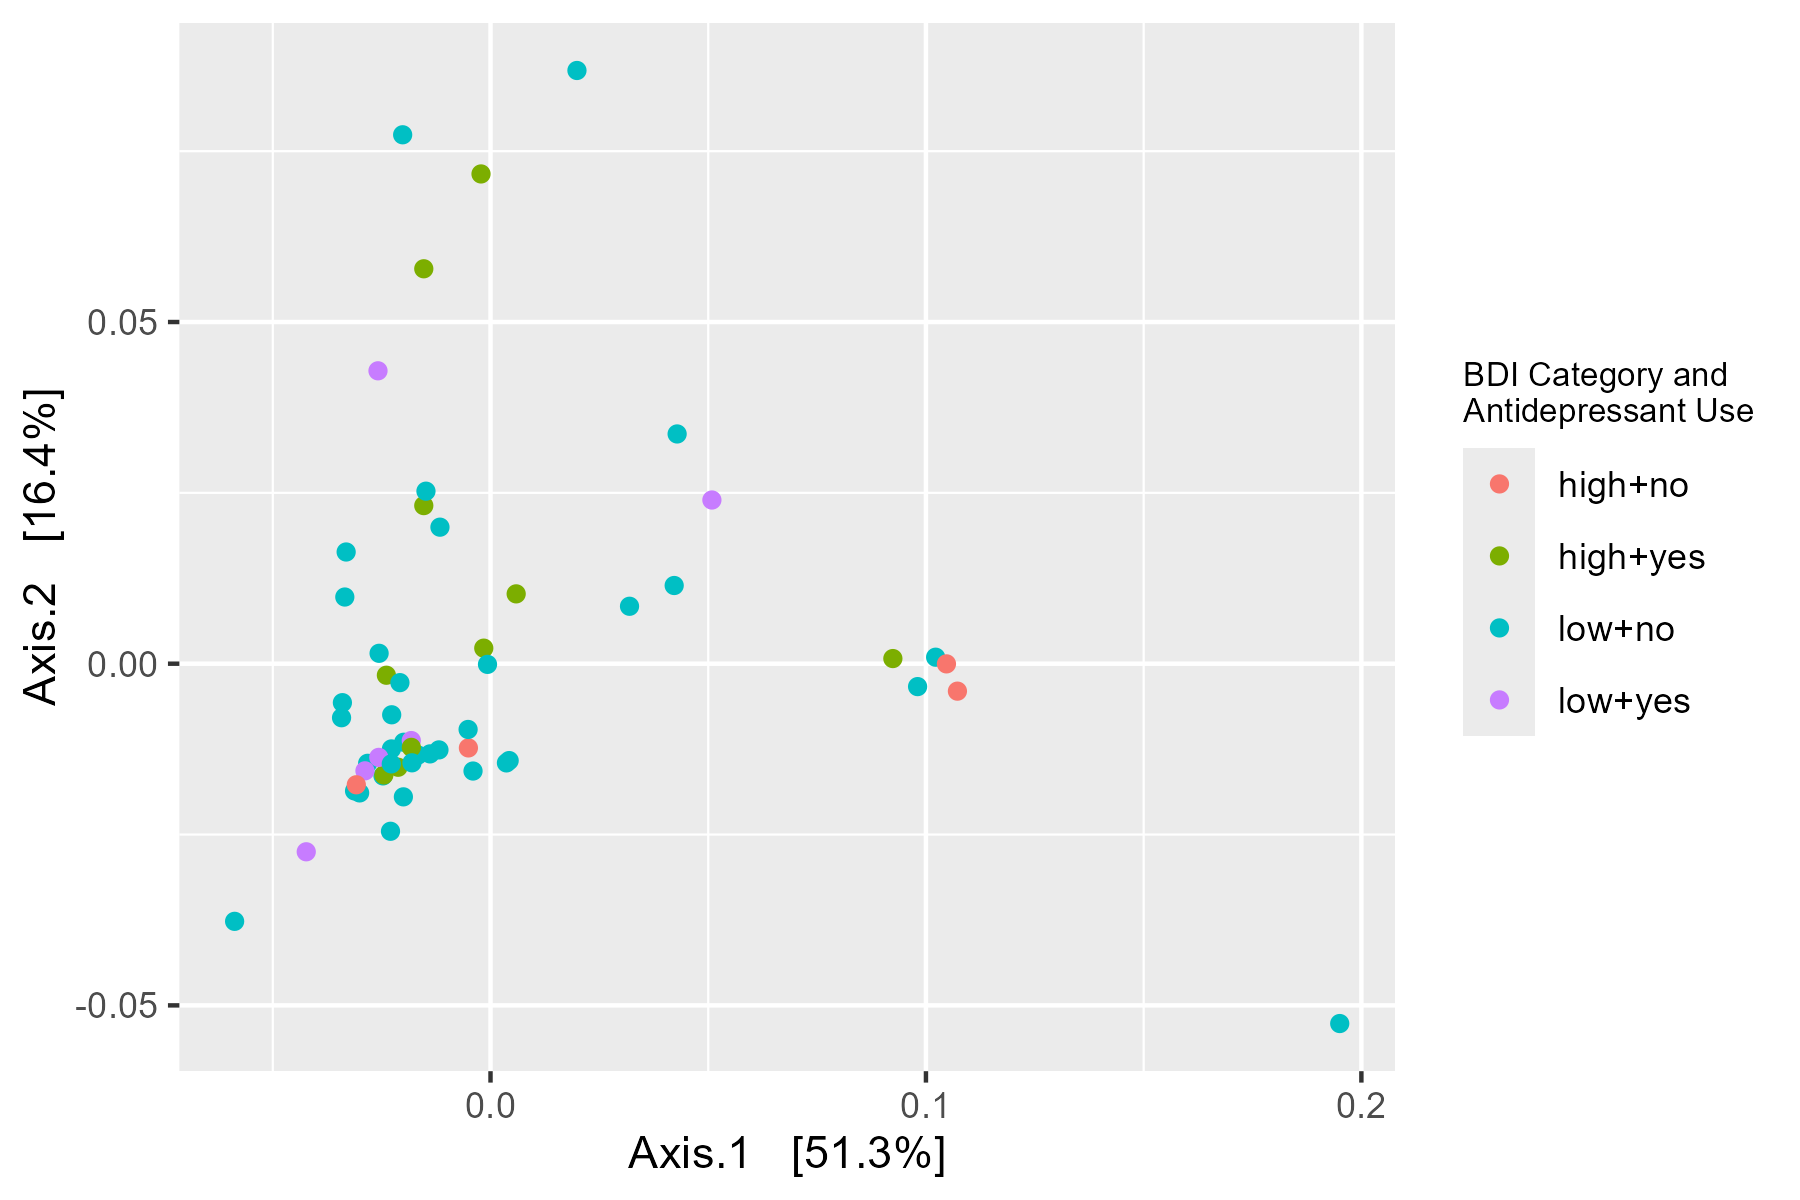 0.05
0.00
-0.05
Axis.2 [16.4%]
0.0
0.1
0.2
Axis.1 [51.3%]
BDI Category and
Antidepressant Use
high+no
high+yes
low+no
low+yes